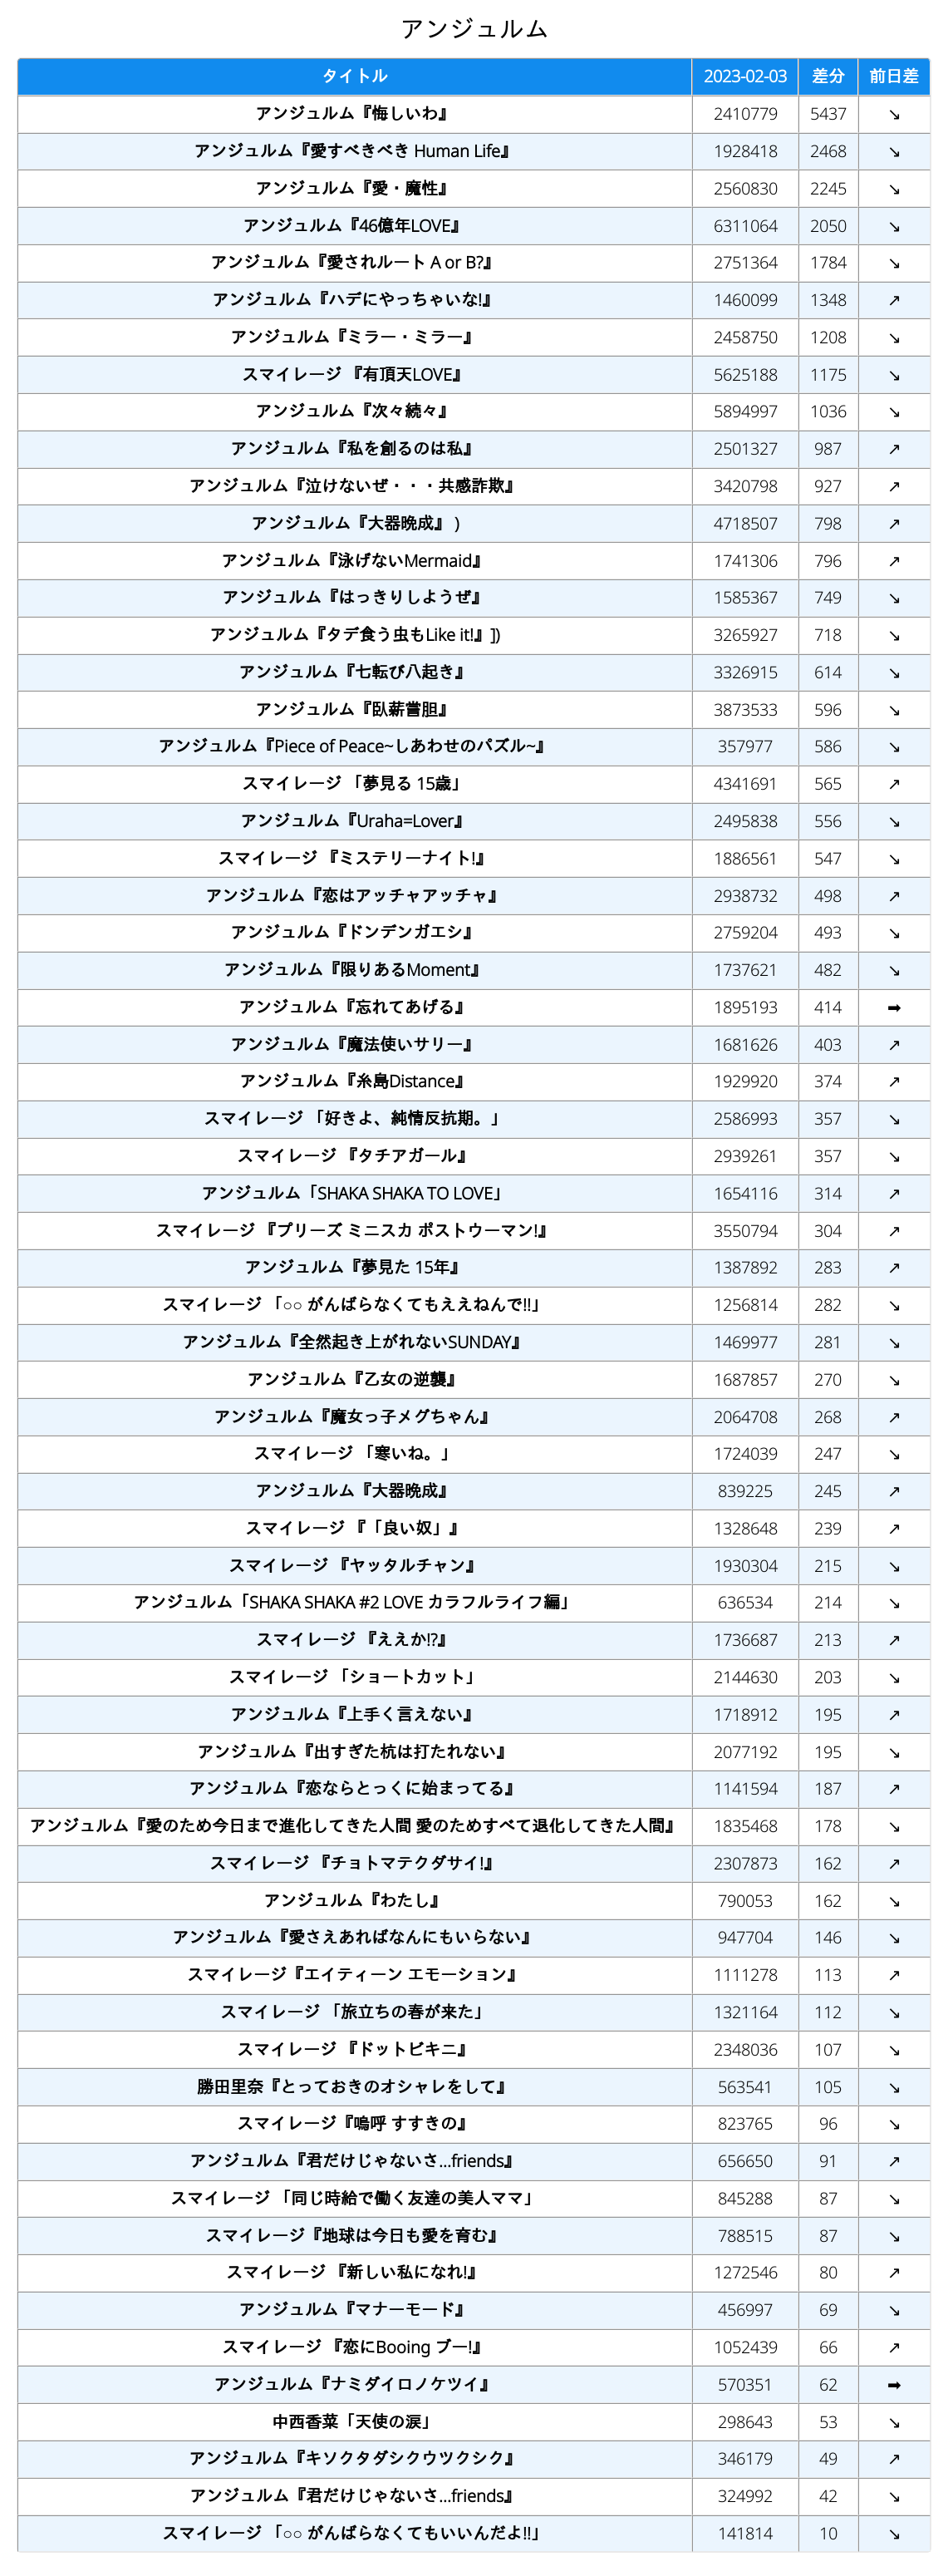 アンジュルム
タイトル 2023-02-03 差分 前日差
アンジュルム『悔しいわ』 2410779 5437 ↘
アンジュルム『愛すべきべき Human Life』 1928418 2468 ↘
アンジュルム『愛・魔性』 2560830 2245 ↘
アンジュルム『46億年LOVE』 6311064 2050 ↘
アンジュルム『愛されルート A or B?』 2751364 1784 ↘
アンジュルム『ハデにやっちゃいな!』 1460099 1348 ↗
アンジュルム『ミラー・ミラー』 2458750 1208 ↘
スマイレージ 『有頂天LOVE』 5625188 1175 ↘
アンジュルム『次々続々』 5894997 1036 ↘
アンジュルム『私を創るのは私』 2501327 987 ↗
アンジュルム『泣けないぜ・・・共感詐欺』 3420798 927 ↗
アンジュルム『大器晩成』 ) 4718507 798 ↗
アンジュルム『泳げないMermaid』 1741306 796 ↗
アンジュルム『はっきりしようぜ』 1585367 749 ↘
アンジュルム『タデ食う虫もLike it!』]) 3265927 718 ↘
アンジュルム『七転び八起き』 3326915 614 ↘
アンジュルム『臥薪嘗胆』 3873533 596 ↘
アンジュルム『Piece of Peace~しあわせのパズル~』 357977 586 ↘
スマイレージ 「夢見る 15歳」 4341691 565 ↗
アンジュルム『Uraha=Lover』 2495838 556 ↘
スマイレージ 『ミステリーナイト!』 1886561 547 ↘
アンジュルム『恋はアッチャアッチャ』 2938732 498 ↗
アンジュルム『ドンデンガエシ』 2759204 493 ↘
アンジュルム『限りあるMoment』 1737621 482 ↘
アンジュルム『忘れてあげる』 1895193 414 ➡
アンジュルム『魔法使いサリー』 1681626 403 ↗
アンジュルム『糸島Distance』 1929920 374 ↗
スマイレージ 「好きよ、純情反抗期。」 2586993 357 ↘
スマイレージ 『タチアガール』 2939261 357 ↘
アンジュルム「SHAKA SHAKA TO LOVE」 1654116 314 ↗
スマイレージ 『プリーズ ミニスカ ポストウーマン!』 3550794 304 ↗
アンジュルム『夢見た 15年』 1387892 283 ↗
スマイレージ 「○○ がんばらなくてもええねんで!!」 1256814 282 ↘
アンジュルム『全然起き上がれないSUNDAY』 1469977 281 ↘
アンジュルム『乙女の逆襲』 1687857 270 ↘
アンジュルム『魔女っ子メグちゃん』 2064708 268 ↗
スマイレージ 「寒いね。」 1724039 247 ↘
アンジュルム『大器晩成』 839225 245 ↗
スマイレージ 『「良い奴」』 1328648 239 ↗
スマイレージ 『ヤッタルチャン』 1930304 215 ↘
アンジュルム「SHAKA SHAKA #2 LOVE カラフルライフ編」 636534 214 ↘
スマイレージ 『ええか!?』 1736687 213 ↗
スマイレージ 「ショートカット」 2144630 203 ↘
アンジュルム『上手く言えない』 1718912 195 ↗
アンジュルム『出すぎた杭は打たれない』 2077192 195 ↘
アンジュルム『恋ならとっくに始まってる』 1141594 187 ↗
アンジュルム『愛のため今日まで進化してきた人間 愛のためすべて退化してきた人間』 1835468 178 ↘
スマイレージ 『チョトマテクダサイ!』 2307873 162 ↗
アンジュルム『わたし』 790053 162 ↘
アンジュルム『愛さえあればなんにもいらない』 947704 146 ↘
スマイレージ『エイティーン エモーション』 1111278 113 ↗
スマイレージ 「旅立ちの春が来た」 1321164 112 ↘
スマイレージ 『ドットビキニ』 2348036 107 ↘
勝田里奈『とっておきのオシャレをして』 563541 105 ↘
スマイレージ『嗚呼 すすきの』 823765 96 ↘
アンジュルム『君だけじゃないさ...friends』 656650 91 ↗
スマイレージ 「同じ時給で働く友達の美人ママ」 845288 87 ↘
スマイレージ『地球は今日も愛を育む』 788515 87 ↘
スマイレージ 『新しい私になれ!』 1272546 80 ↗
アンジュルム『マナーモード』 456997 69 ↘
スマイレージ 『恋にBooing ブー!』 1052439 66 ↗
アンジュルム『ナミダイロノケツイ』 570351 62 ➡
中西香菜「天使の涙」 298643 53 ↘
アンジュルム『キソクタダシクウツクシク』 346179 49 ↗
アンジュルム『君だけじゃないさ...friends』 324992 42 ↘
スマイレージ 「○○ がんばらなくてもいいんだよ!!」 141814 10 ↘